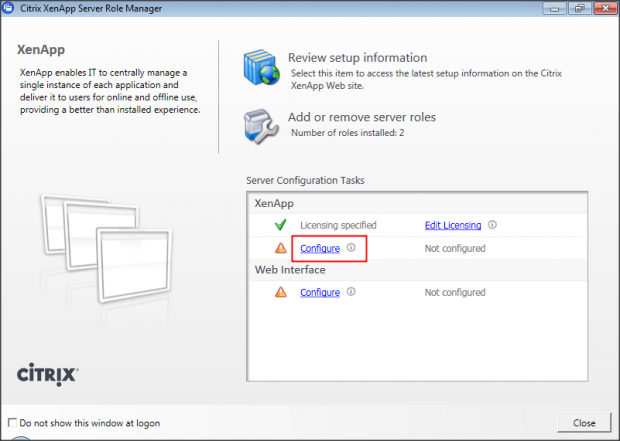 Citrix XenApp Server Role Manager
XenApp
XenApp enables IT to centrally manage a
single instance of each application and
deliver it to users for online and offline use,
providing a better than installed experience.
Review setup information
Select this item to access the latest setup information on the Citrix
XenApp Web site.
Add or remove server roles
Number of roles installed: 2
Server Configuration Tasks
XenApp
Licensing specified Edit Licensing
Configure Not configured
Web Interface
Configure Not configured
CITRIX
Do not show this window at logon
Close